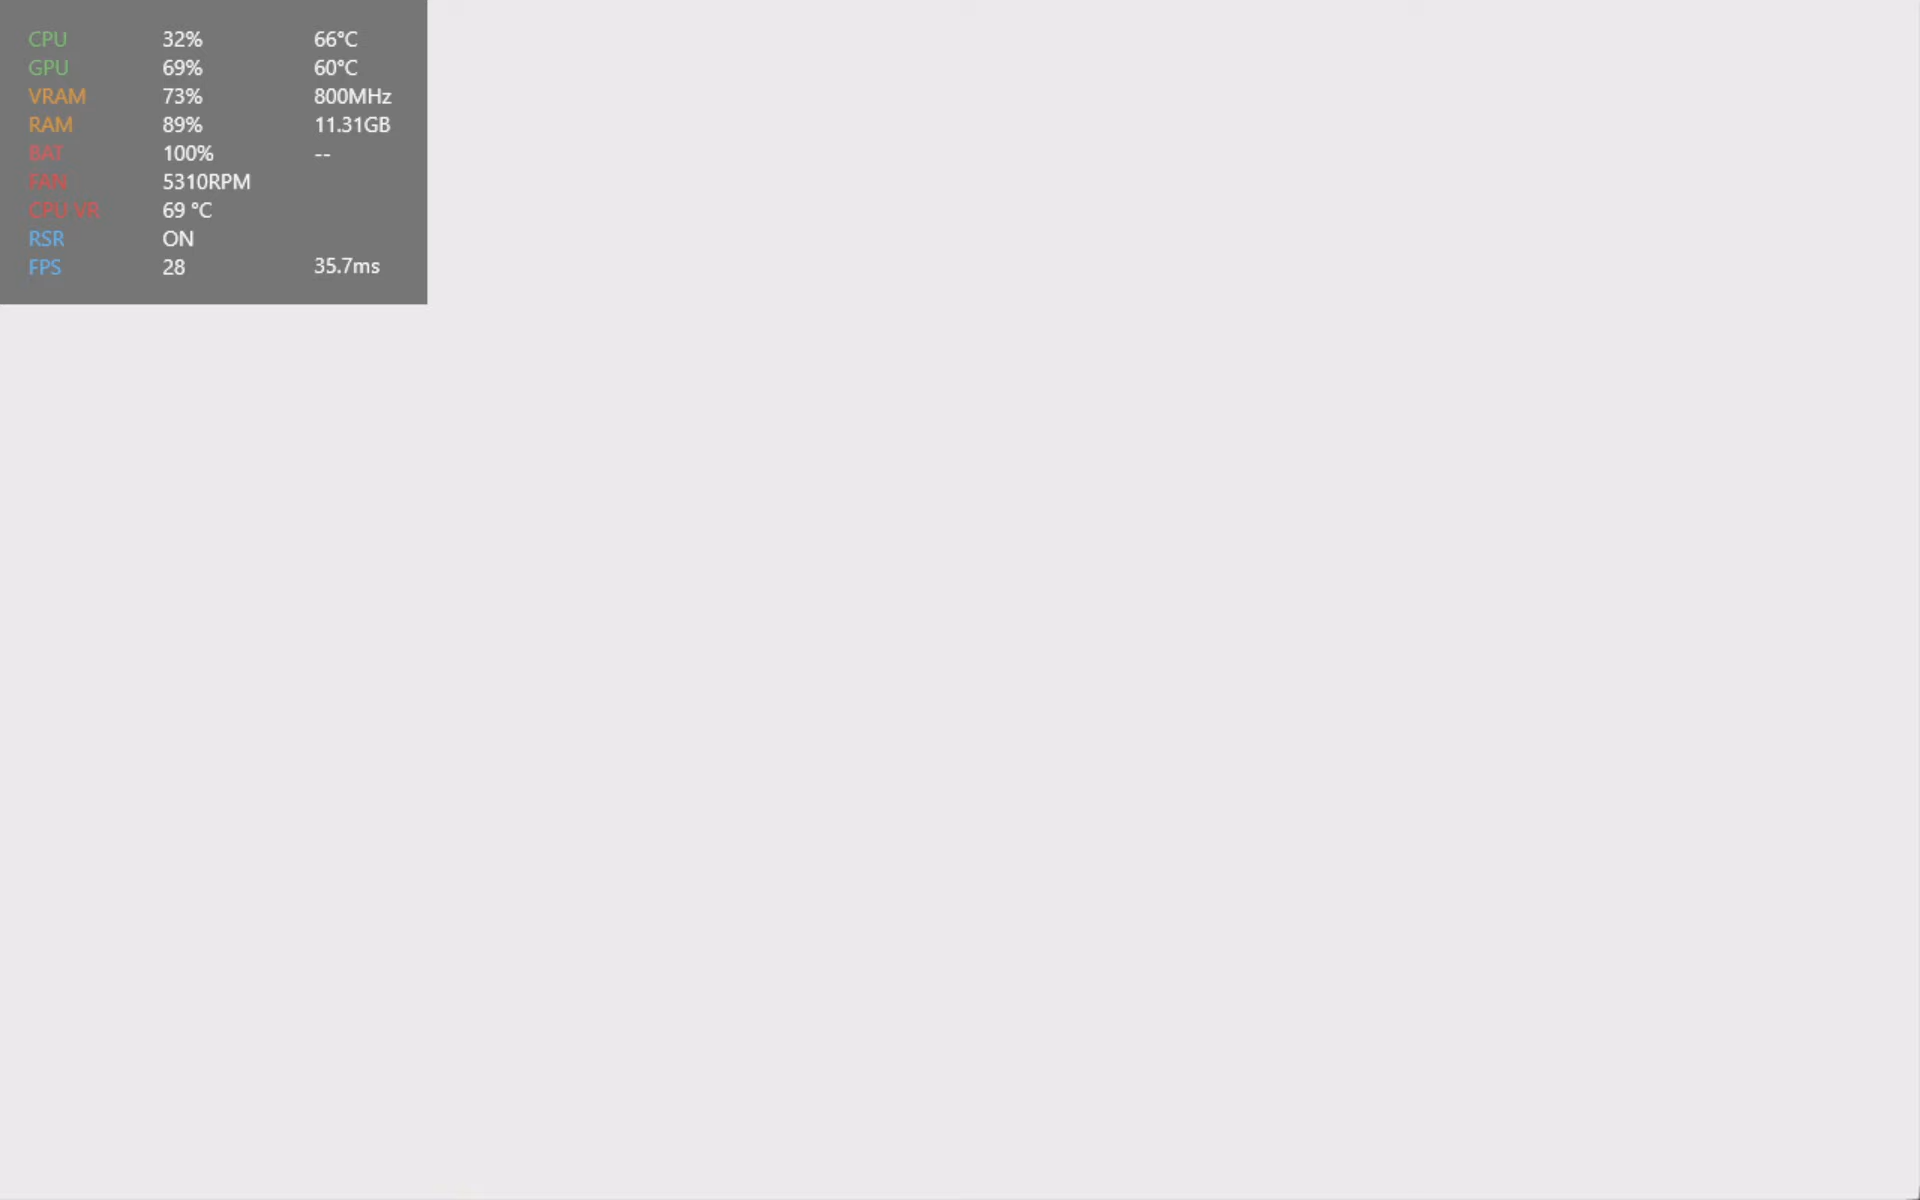 CPU 32% 66°C
GPU 69% 60°C
VRAM 73% 800MHz
RAM 89% 11.31GB
BAT 100% --
FAN 5310RPM
CPU VR 69 °C
RSR ON
FPS 28 35.7ms